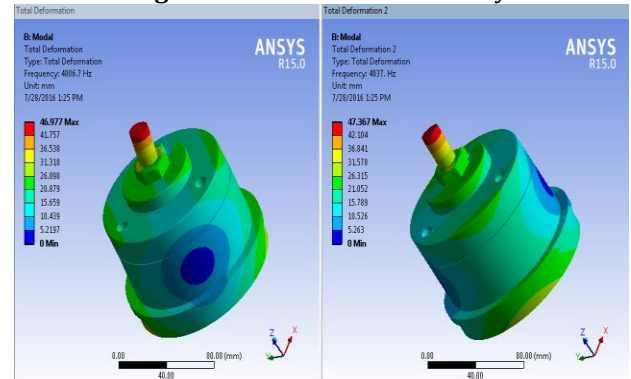 Total Deformation
B: Modal
Total Deformation
Type: Total Deformation
Frequency: 4006.7 Hz
Unit: mm
7/28/2016 1:25 PM
ANSYS
R15.0
46.977 Max
41.757
36.538
31.318
26.098
20.879
15.659
10.439
5.2197
0 Min
0.00
80.00 (mm)
40.00
Z
X
Y
Total Deformation 2
B: Modal
Total Deformation 2
Type: Total Deformation
Frequency: 4037. Hz
Unit: mm
7/28/2016 1:25 PM
ANSYS
R15.0
47.367 Max
42.104
36.841
31.578
26.315
21.052
15.789
10.526
5.263
0 Min
0.00
80.00 (mm)
40.00
Z
X
Y